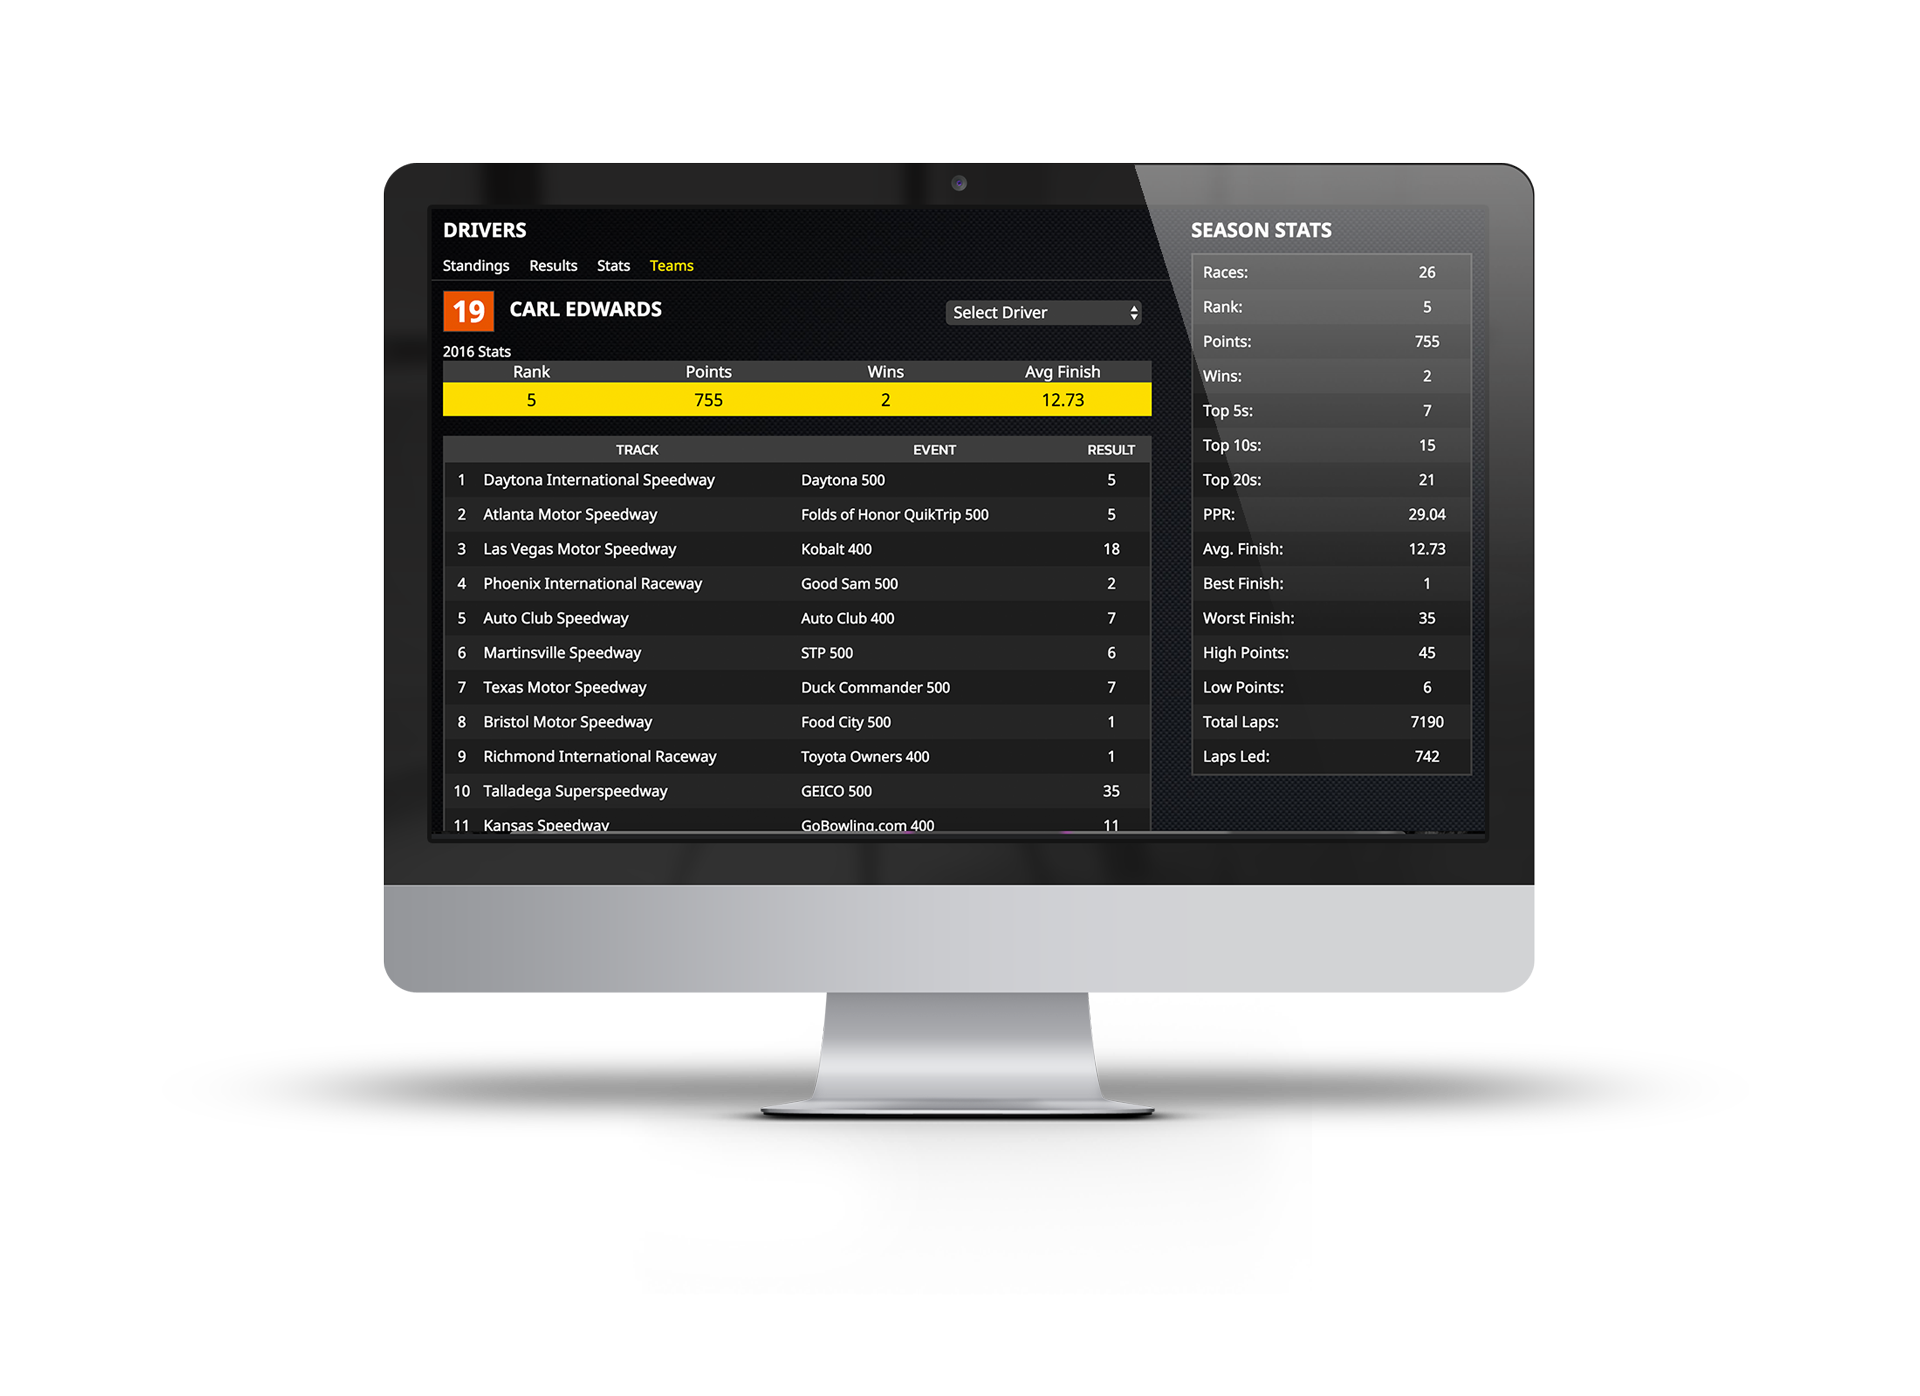 DRIVERS
Standings Results Stats Teams
19 CARL EDWARDS Select Driver
2016 Stats
Rank Points Wins Avg Finish
5 755 2 12.73
TRACK EVENT RESULT
1 Daytona International Speedway Daytona 500 5
2 Atlanta Motor Speedway Folds of Honor QuikTrip 500 5
3 Las Vegas Motor Speedway Kobalt 400 18
4 Phoenix International Raceway Good Sam 500 2
5 Auto Club Speedway Auto Club 400 7
6 Martinsville Speedway STP 500 6
7 Texas Motor Speedway Duck Commander 500 7
8 Bristol Motor Speedway Food City 500 1
9 Richmond International Raceway Toyota Owners 400 1
10 Talladega Superspeedway GEICO 500 35
11 Kansas Speedway GoBowling.com 400 11
SEASON STATS
Races: 26
Rank: 5
Points: 755
Wins: 2
Top 5s: 7
Top 10s: 15
Top 20s: 21
PPR: 29.04
Avg. Finish: 12.73
Best Finish: 1
Worst Finish: 35
High Points: 45
Low Points: 6
Total Laps: 7190
Laps Led: 742